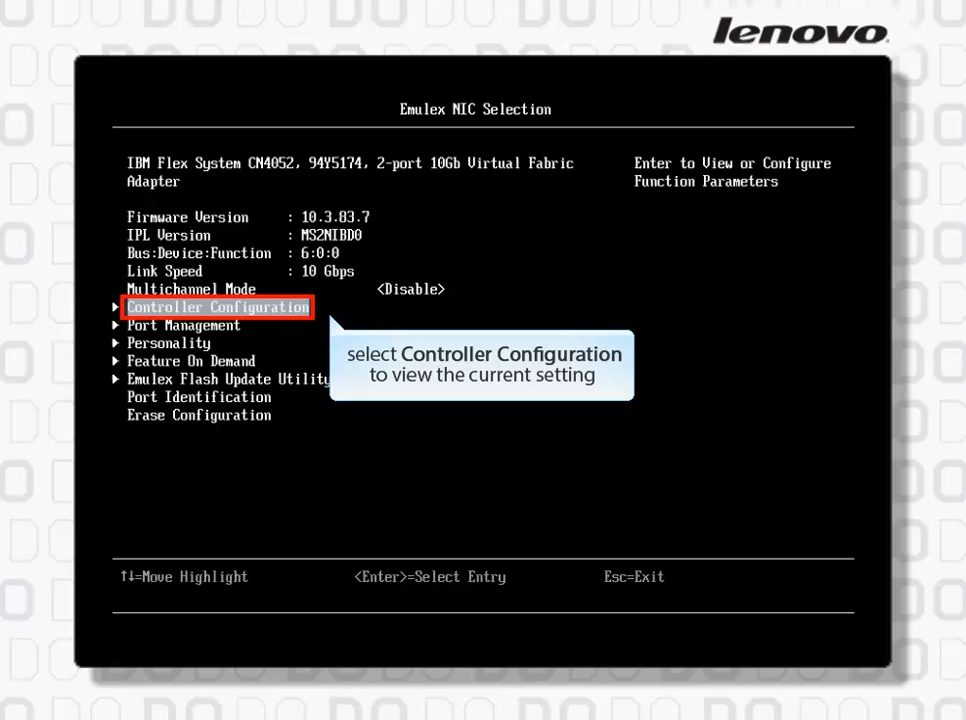 lenovo
Emulex NIC Selection
IBM Flex System CN4052, 94Y5174, 2-port 10Gb Virtual Fabric
Adapter
Enter to View or Configure
Function Parameters
Firmware Version : 10.3.83.7
IPL Version : MS2NIBD0
Bus:Device:Function : 6:0:0
Link Speed : 10 Gbps
Multichannel Mode <Disable>
Controller Configuration
Port Management
Personality
Feature On Demand
Emulex Flash Update Utility
Port Identification
Erase Configuration
select Controller Configuration
to view the current setting
↑↓=Move Highlight <Enter>=Select Entry Esc=Exit